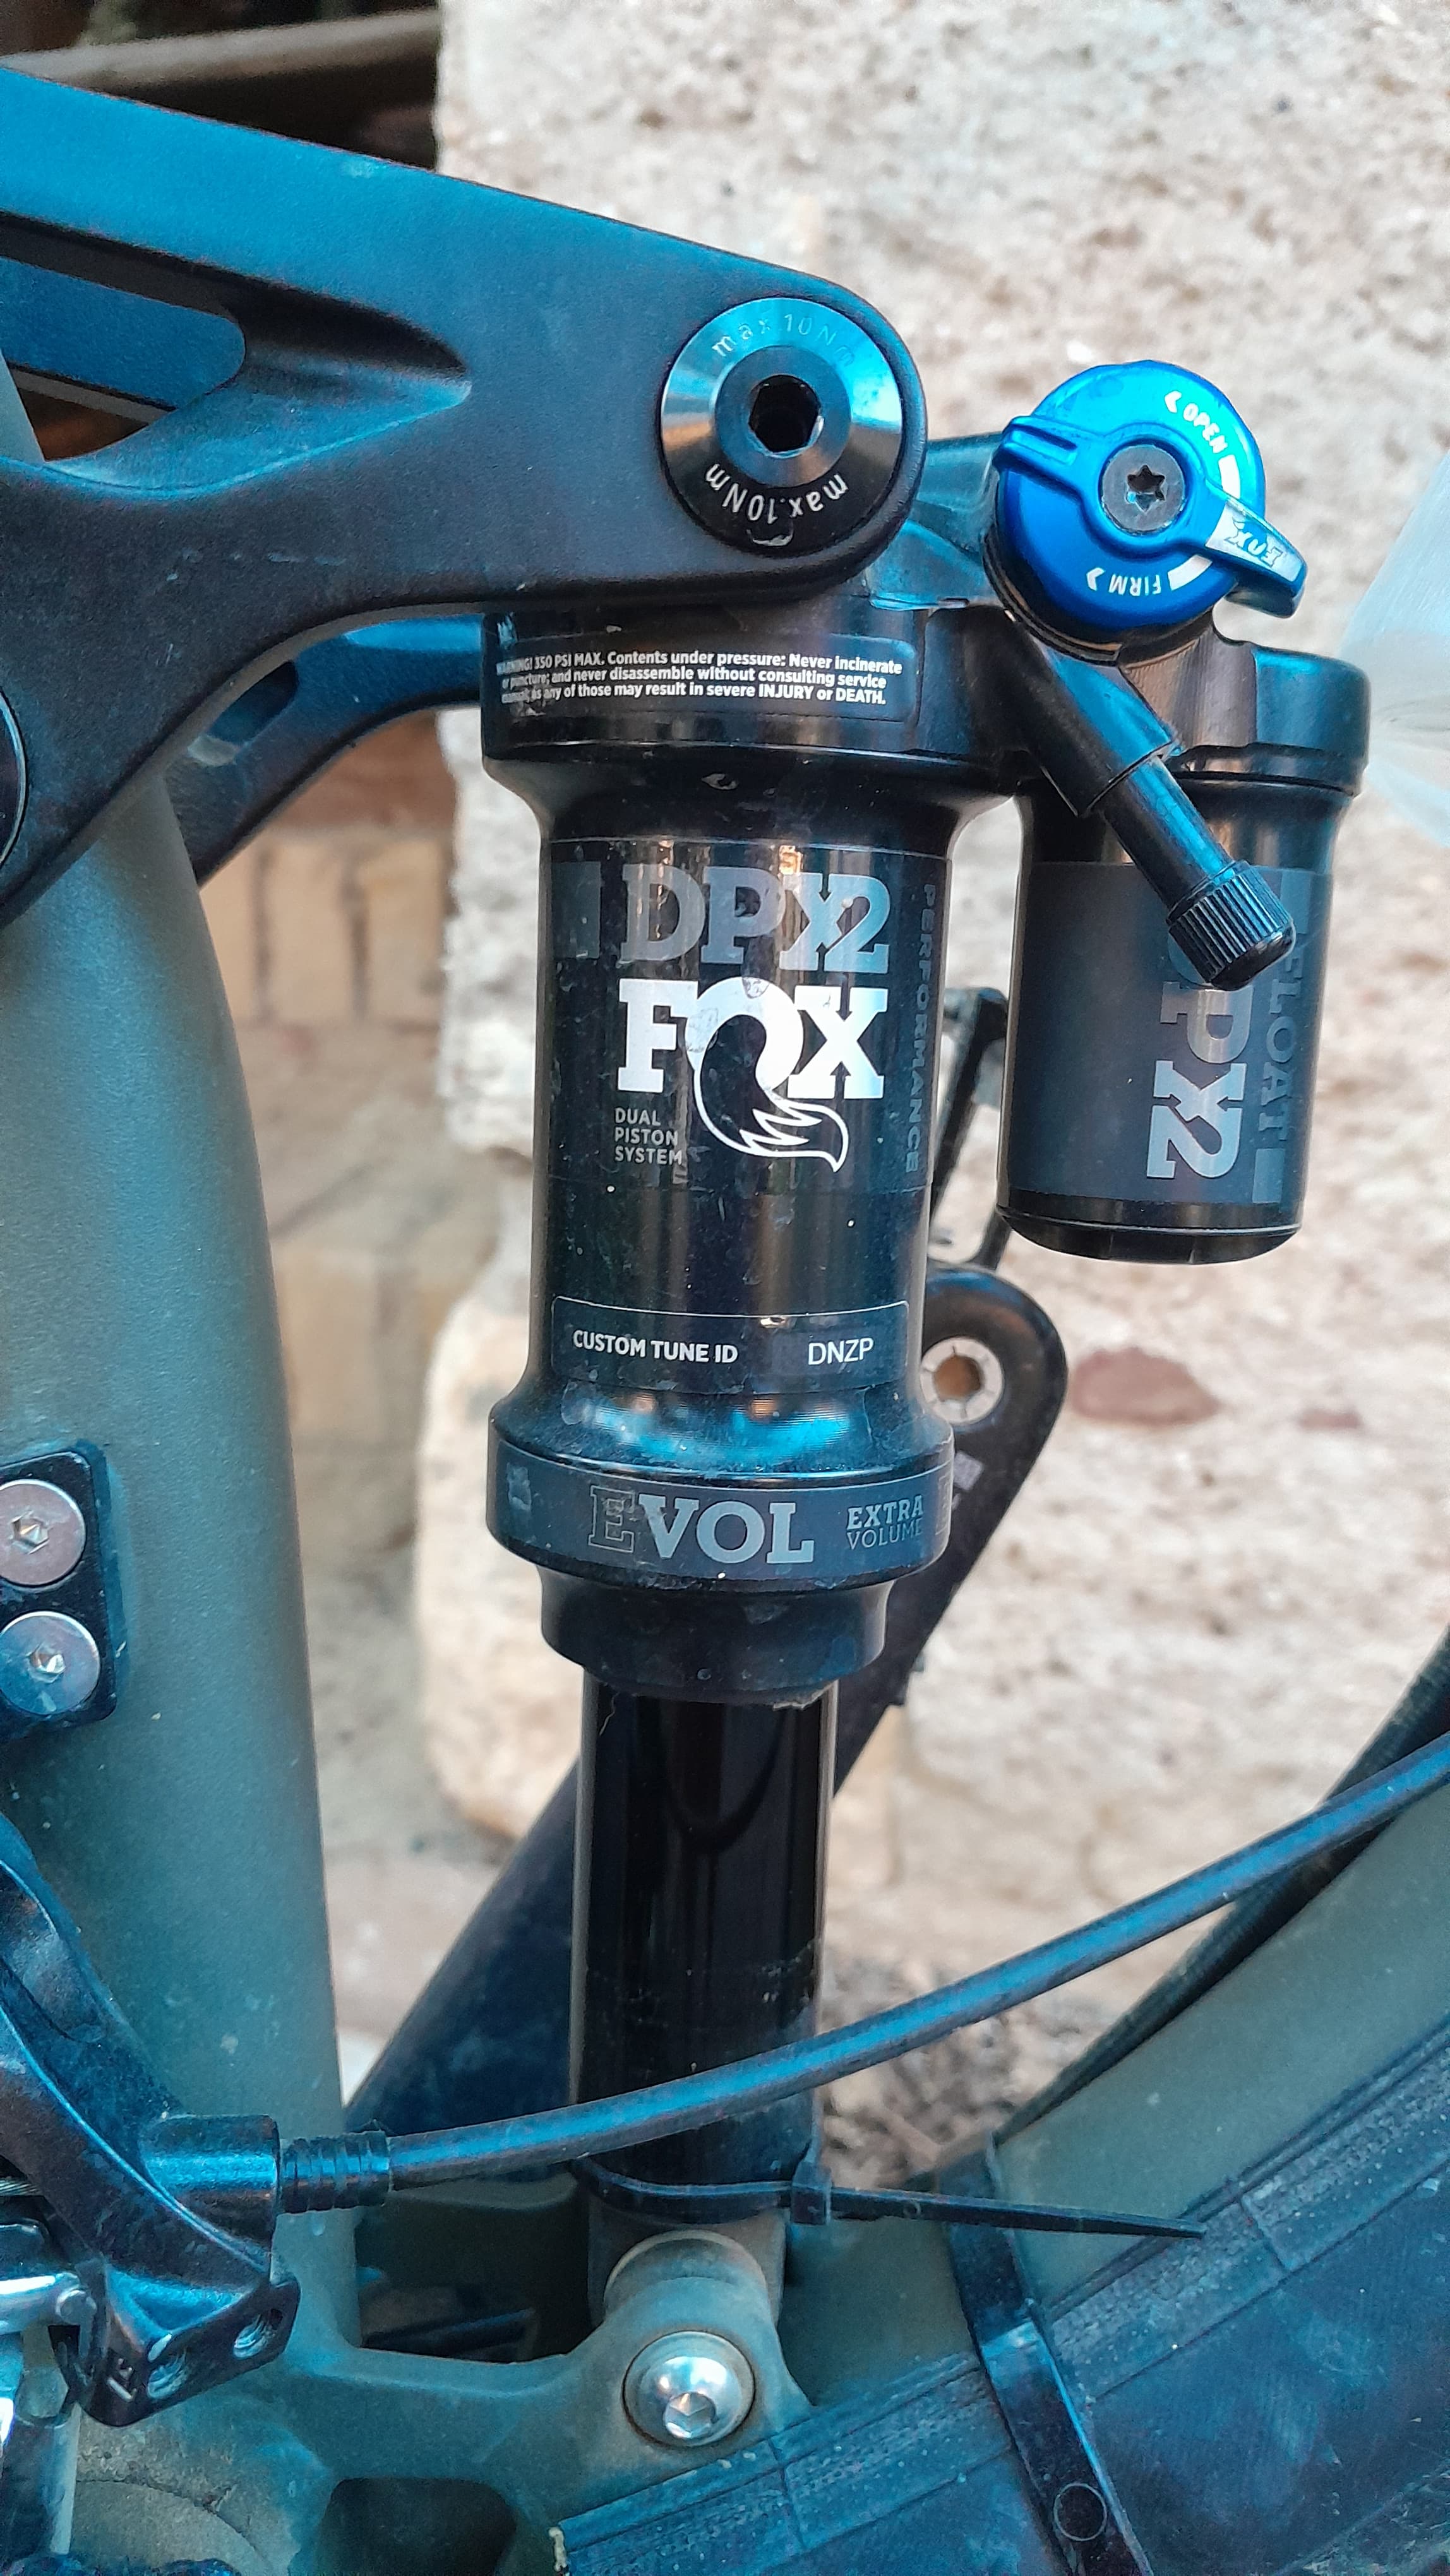 max.10Nm
max.10Nm
OPEN
FOX
FIRM
WARNING! 350 PSI MAX. Contents under pressure: Never incinerate
or puncture; and never disassemble without consulting service
manual; as any of those may result in severe INJURY or DEATH.
DPX2
FOX
DUAL
PISTON
SYSTEM
PERFORMANCE
FLOAT
DPX2
CUSTOM TUNE ID DNZP
EVOL EXTRA
VOLUME